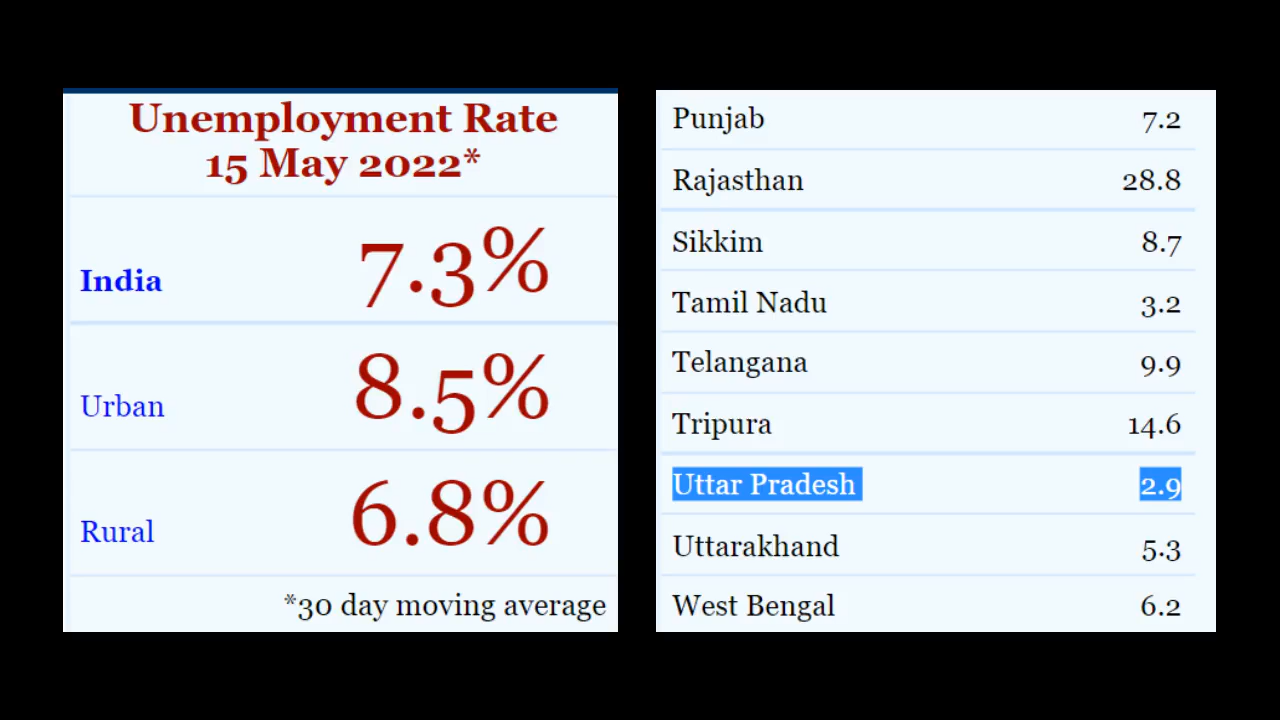 Unemployment Rate
15 May 2022*
India 7.3%
Urban 8.5%
Rural 6.8%
*30 day moving average
Punjab 7.2
Rajasthan 28.8
Sikkim 8.7
Tamil Nadu 3.2
Telangana 9.9
Tripura 14.6
Uttar Pradesh 2.9
Uttarakhand 5.3
West Bengal 6.2